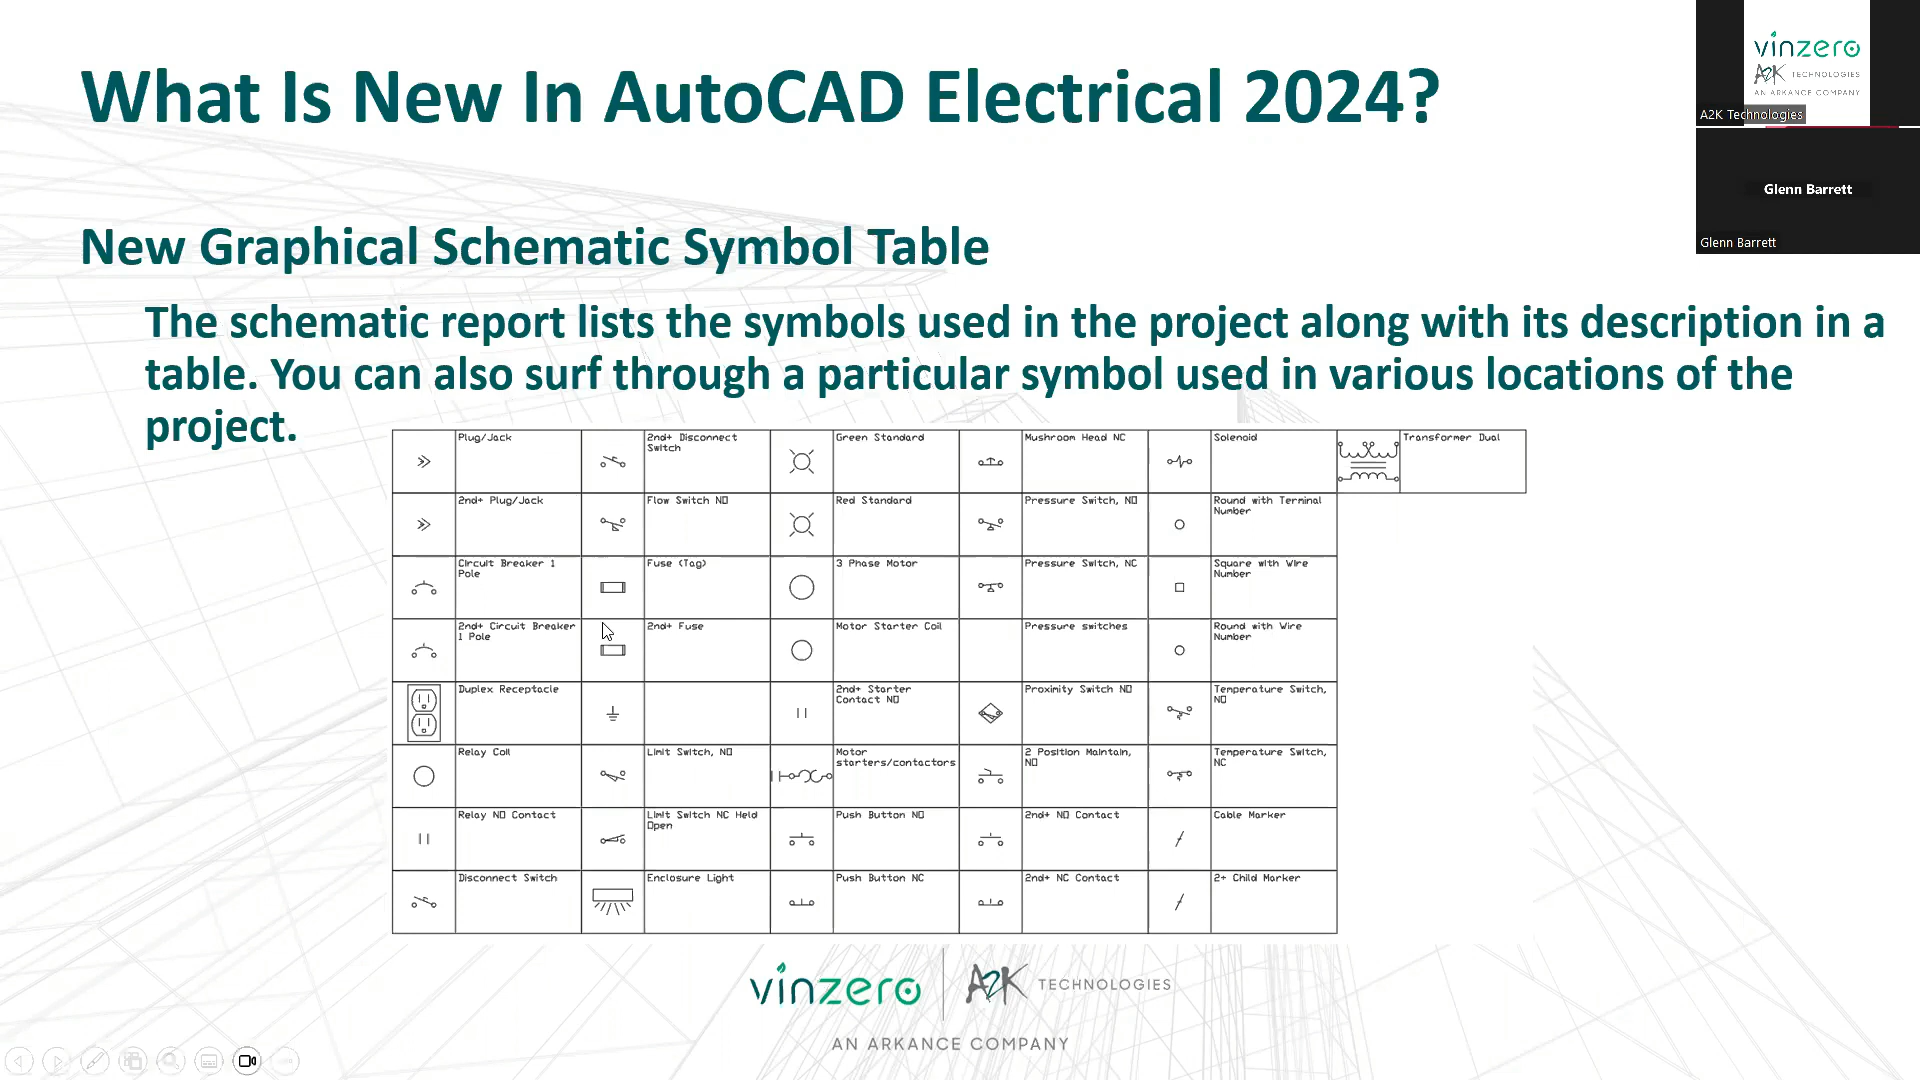 What Is New In AutoCAD Electrical 2024?
New Graphical Schematic Symbol Table
The schematic report lists the symbols used in the project along with its description in a
table. You can also surf through a particular symbol used in various locations of the
project.
Plug/Jack
2nd+ Plug/Jack
Circuit Breaker 1
Pole
2nd+ Circuit Breaker
1 Pole
Duplex Receptacle
Relay Coil
Relay NO Contact
Disconnect Switch
2nd+ Disconnect
Switch
Flow Switch NO
Fuse (Tag)
2nd+ Fuse
Limit Switch, NO
Limit Switch NC Held
Open
Enclosure Light
Green Standard
Red Standard
3 Phase Motor
Motor Starter Coil
2nd+ Starter
Contact NO
Motor
starters/contactors
Push Button NO
Push Button NC
Mushroom Head NC
Pressure Switch, NO
Pressure Switch, NC
Pressure switches
Proximity Switch NO
2 Position Maintain,
NO
2nd+ NO Contact
2nd+ NC Contact
Solenoid
Round with Terminal
Number
Square with Wire
Number
Round with Wire
Number
Temperature Switch,
NO
Temperature Switch,
NC
Cable Marker
2+ Child Marker
Transformer Dual
vinzero
A2K TECHNOLOGIES
AN ARKANCE COMPANY
vinzero
A2K TECHNOLOGIES
AN ARKANCE COMPANY
A2K Technologies
Glenn Barrett
Glenn Barrett